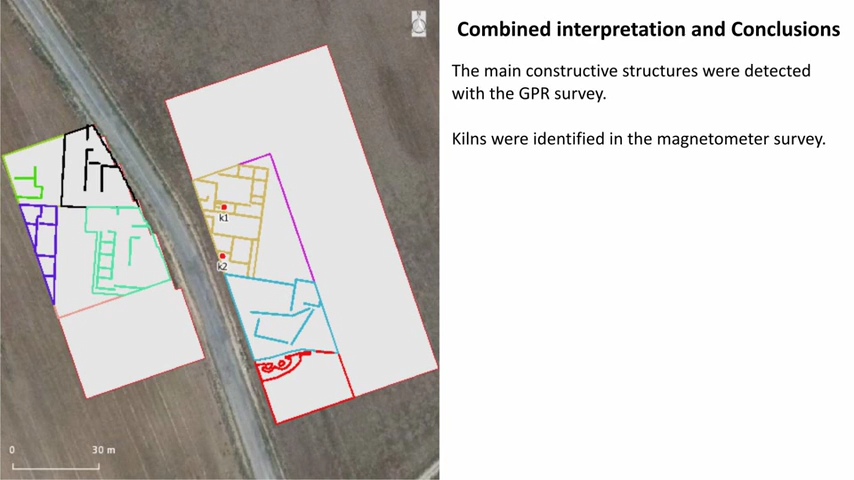 Combined interpretation and Conclusions
The main constructive structures were detected
with the GPR survey.
Kilns were identified in the magnetometer survey.
k1
k2
0 30 m